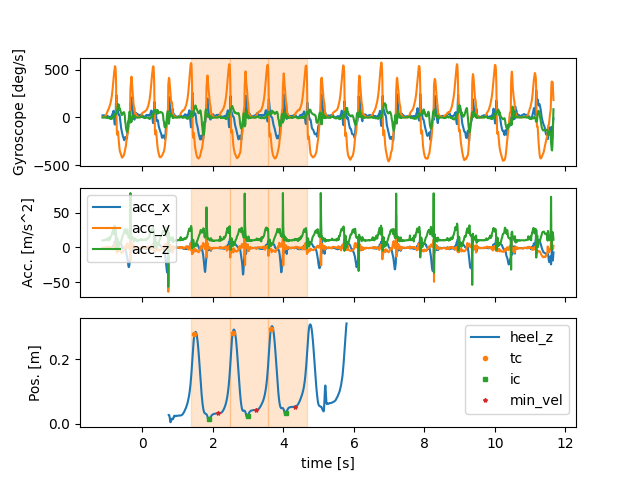 Gyroscope [deg/s]
500
0
−500
Acc. [m/s^2]
50
0
−50
acc_x
acc_y
acc_z
Pos. [m]
0.2
0.0
heel_z
tc
ic
min_vel
0 2 4 6 8 10 12
time [s]